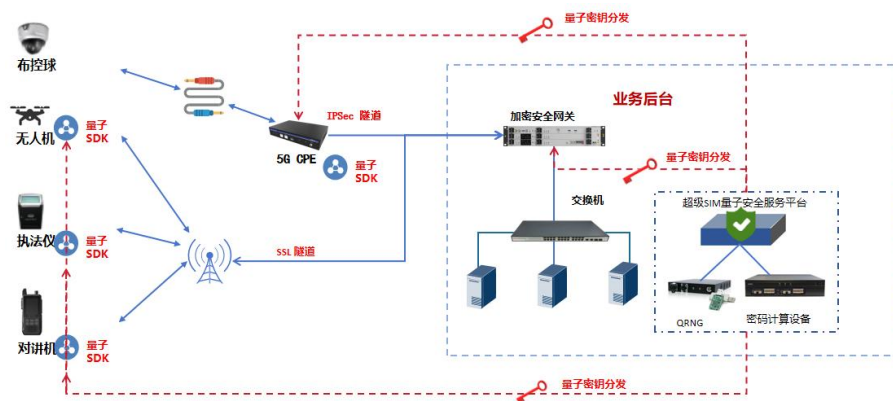 量子密钥分发
布控球
业务后台
IPSec 隧道
加密安全网关
无人机
量子
SDK
5G CPE
量子
SDK
量子密钥分发
交换机
超级SIM量子安全服务平台
执法仪
量子
SDK
SSL 隧道
QRNG
密码计算设备
对讲机
量子
SDK
量子密钥分发